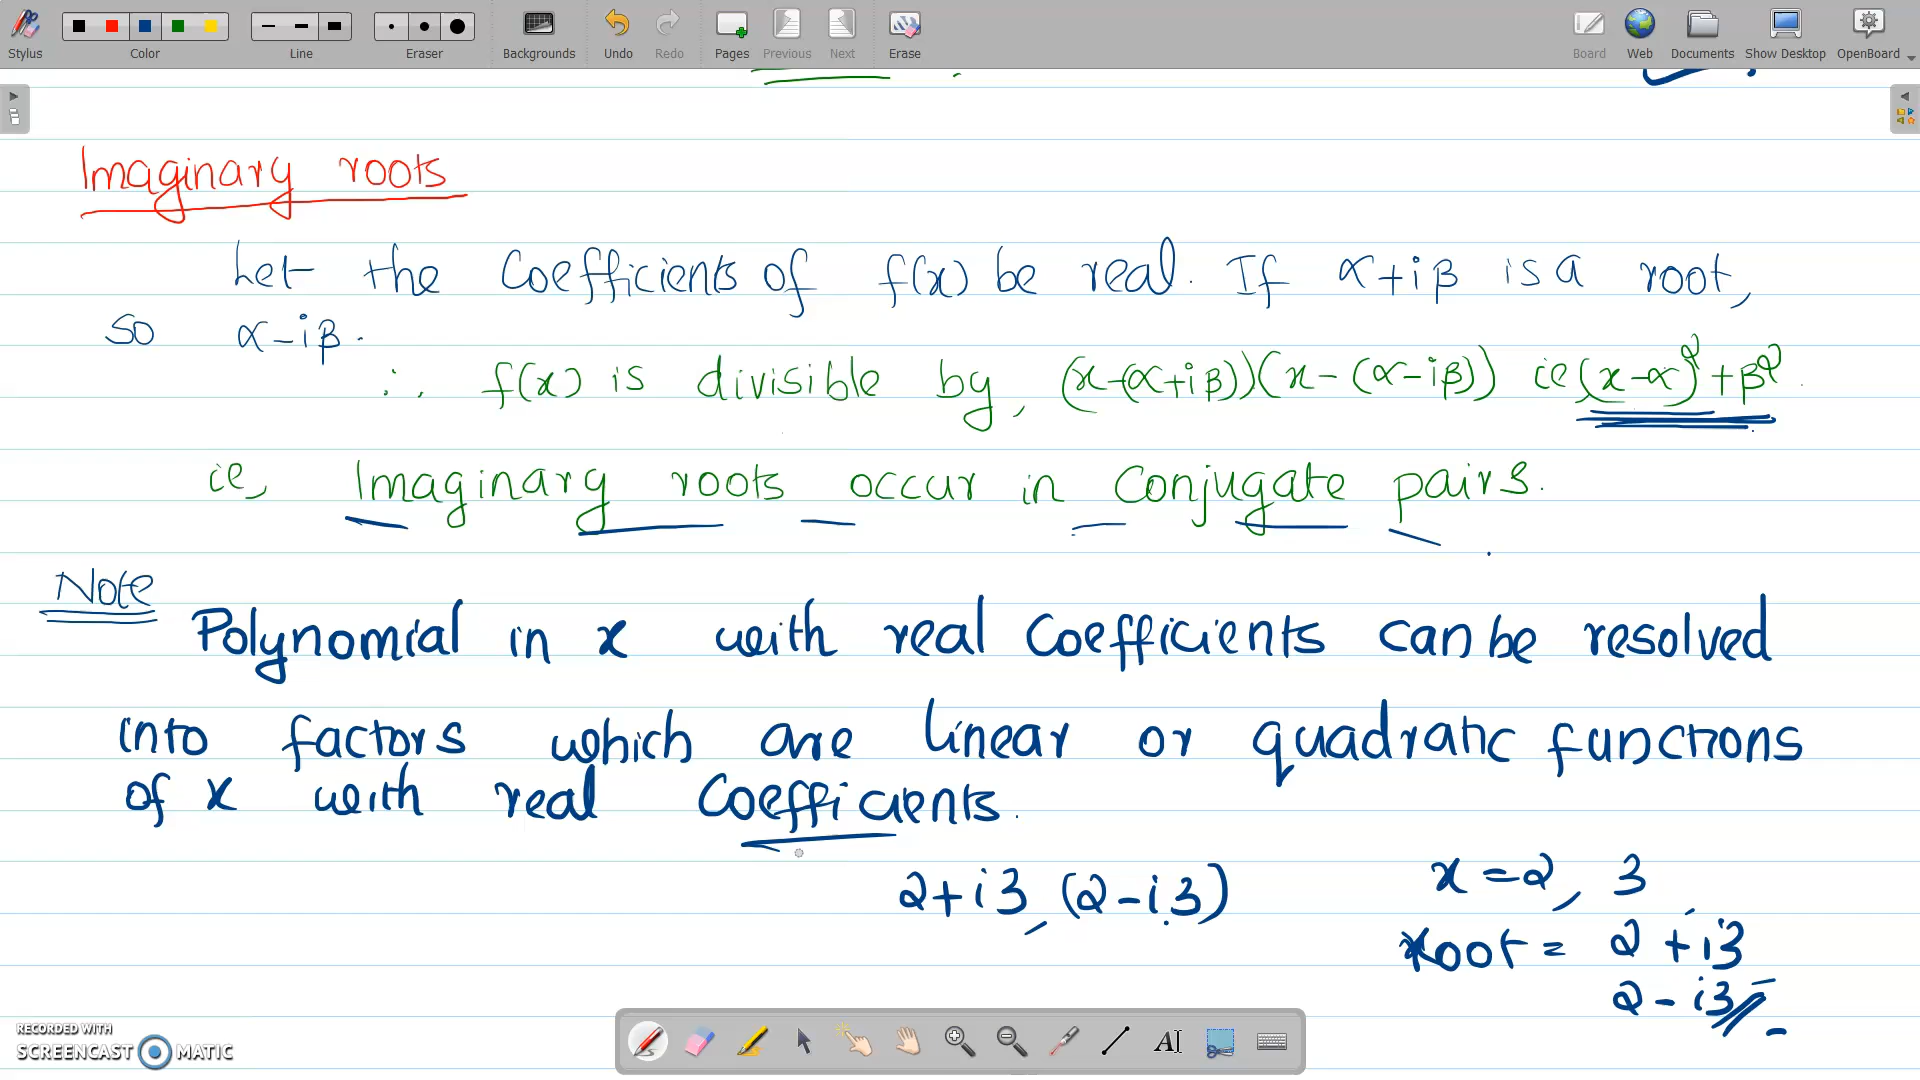 Stylus
Color
Line
Eraser
Backgrounds
Undo
Redo
Pages
Previous
Next
Erase
Board
Web
Documents
Show Desktop
OpenBoard
Imaginary roots
Let the Coefficients of f(x) be real. If α+iβ is a root,
so α-iβ.
∴ f(x) is divisible by, (x-(α+iβ))(x-(α-iβ)) ie, (x-α)²+β².
ie, Imaginary roots occur in Conjugate pairs.
Note
Polynomial in x with real Coefficients can be resolved
into factors which are linear or quadratic functions
of x with real Coefficients.
2+i3, (2-i3)
x=2, 3
root = 2+i3
2-i3
RECORDED WITH
SCREENCAST MATIC